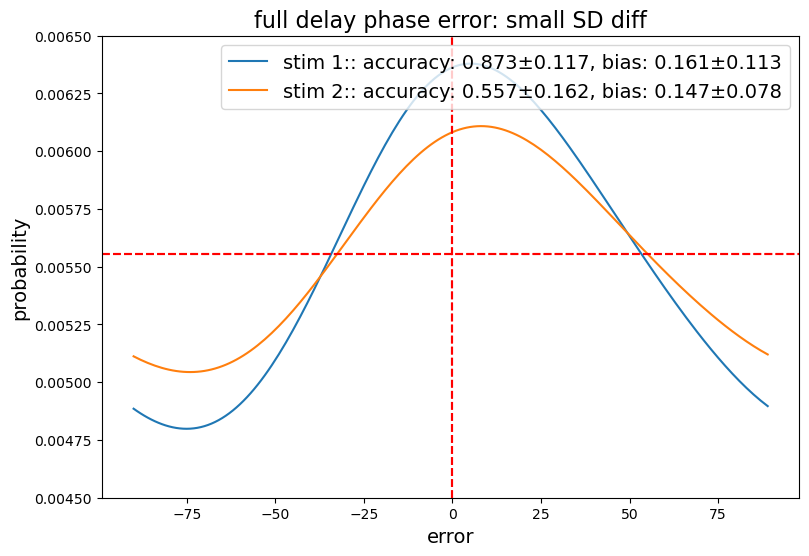 full delay phase error: small SD diff
stim 1:: accuracy: 0.873±0.117, bias: 0.161±0.113
stim 2:: accuracy: 0.557±0.162, bias: 0.147±0.078
probability
0.00650
0.00625
0.00600
0.00575
0.00550
0.00525
0.00500
0.00475
0.00450
−75 −50 −25 0 25 50 75
error